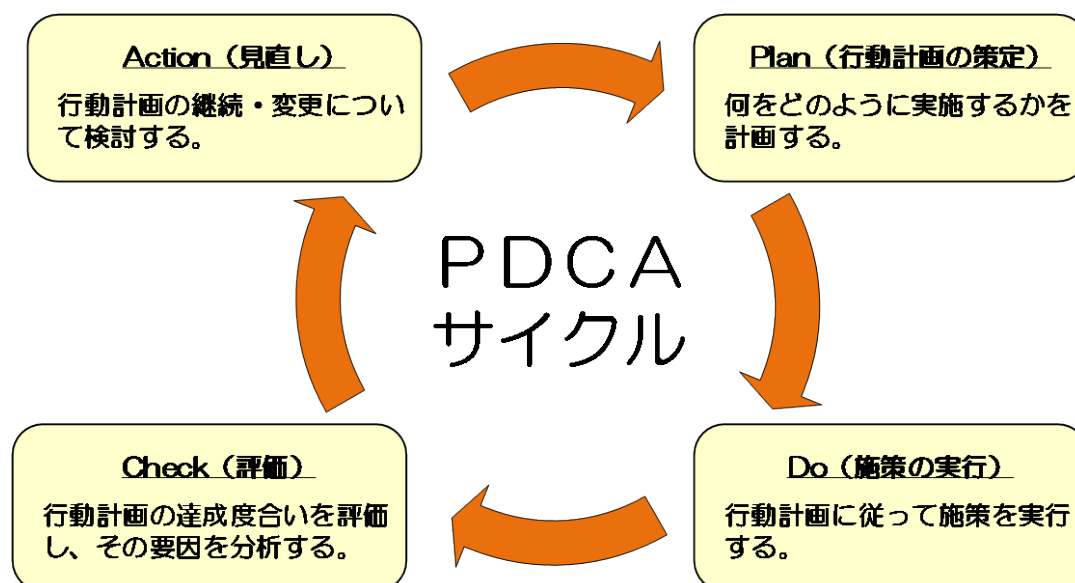 Action（見直し）
行動計画の継続・変更につい
て検討する。
Plan（行動計画の策定）
何をどのように実施するかを
計画する。
PDCA
サイクル
Check（評価）
行動計画の達成度合いを評価
し、その要因を分析する。
Do（施策の実行）
行動計画に従って施策を実行
する。